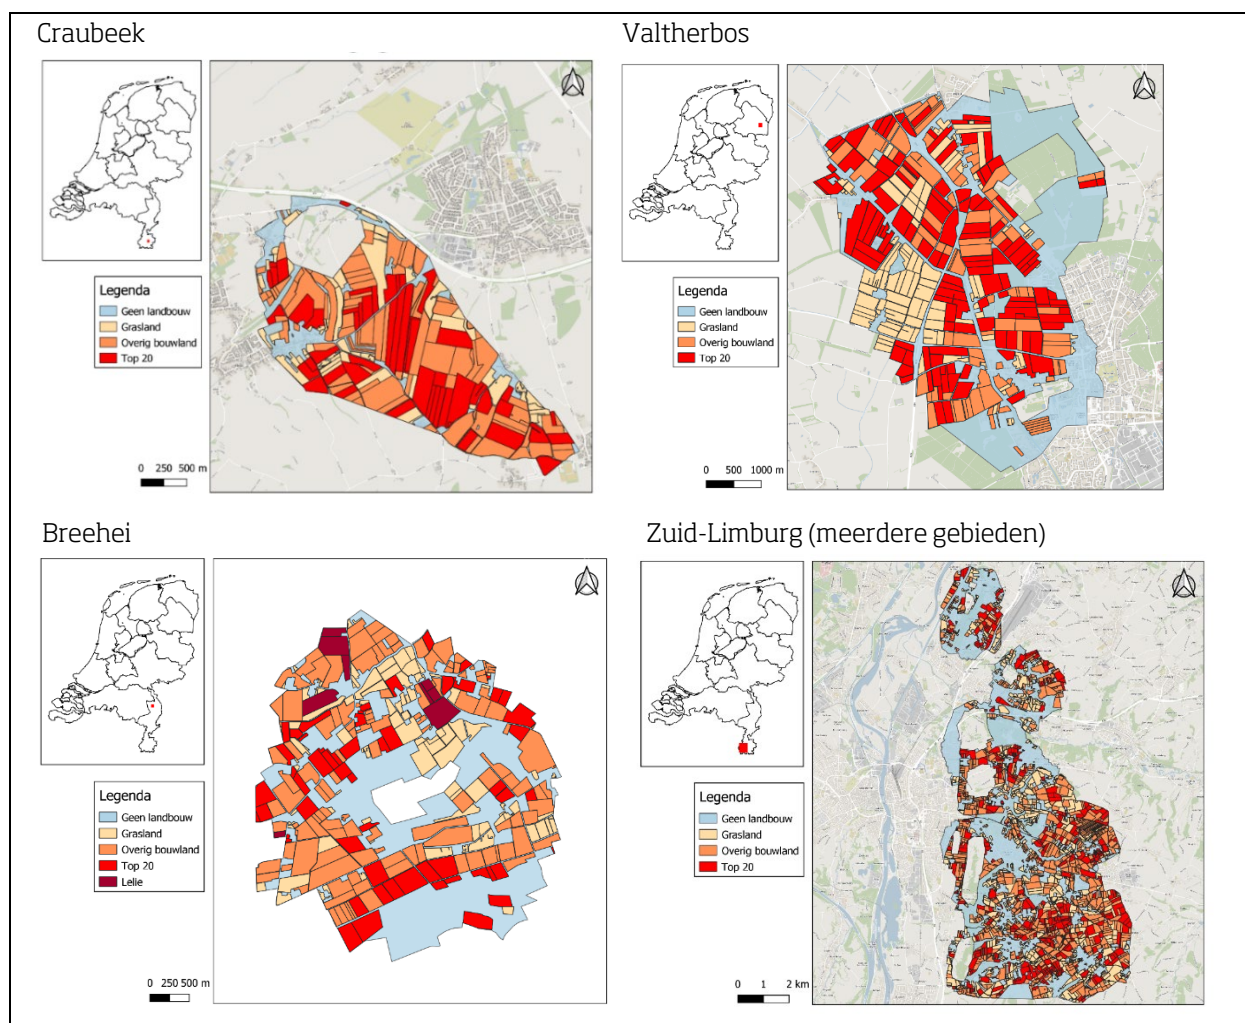 Craubeek
Legenda
Geen landbouw
Grasland
Overig bouwland
Top 20
0 250 500 m
Valtherbos
Legenda
Geen landbouw
Grasland
Overig bouwland
Top 20
0 500 1000 m
Breehei
Legenda
Geen landbouw
Grasland
Overig bouwland
Top 20
Lelie
0 250 500 m
Zuid-Limburg (meerdere gebieden)
Legenda
Geen landbouw
Grasland
Overig bouwland
Top 20
0 1 2 km